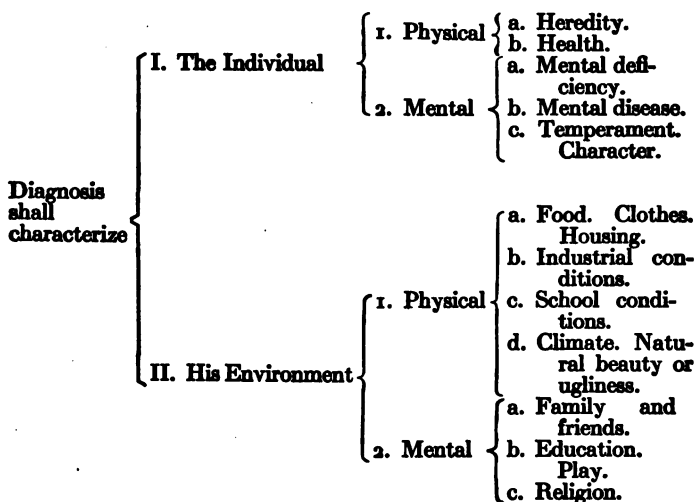 Diagnosis
shall
characterize
I. The Individual
1. Physical
a. Heredity.
b. Health.
2. Mental
a. Mental defi-
ciency.
b. Mental disease.
c. Temperament.
Character.
II. His Environment
1. Physical
a. Food. Clothes.
Housing.
b. Industrial con-
ditions.
c. School condi-
tions.
d. Climate. Natu-
ral beauty or
ugliness.
2. Mental
a. Family and
friends.
b. Education.
Play.
c. Religion.